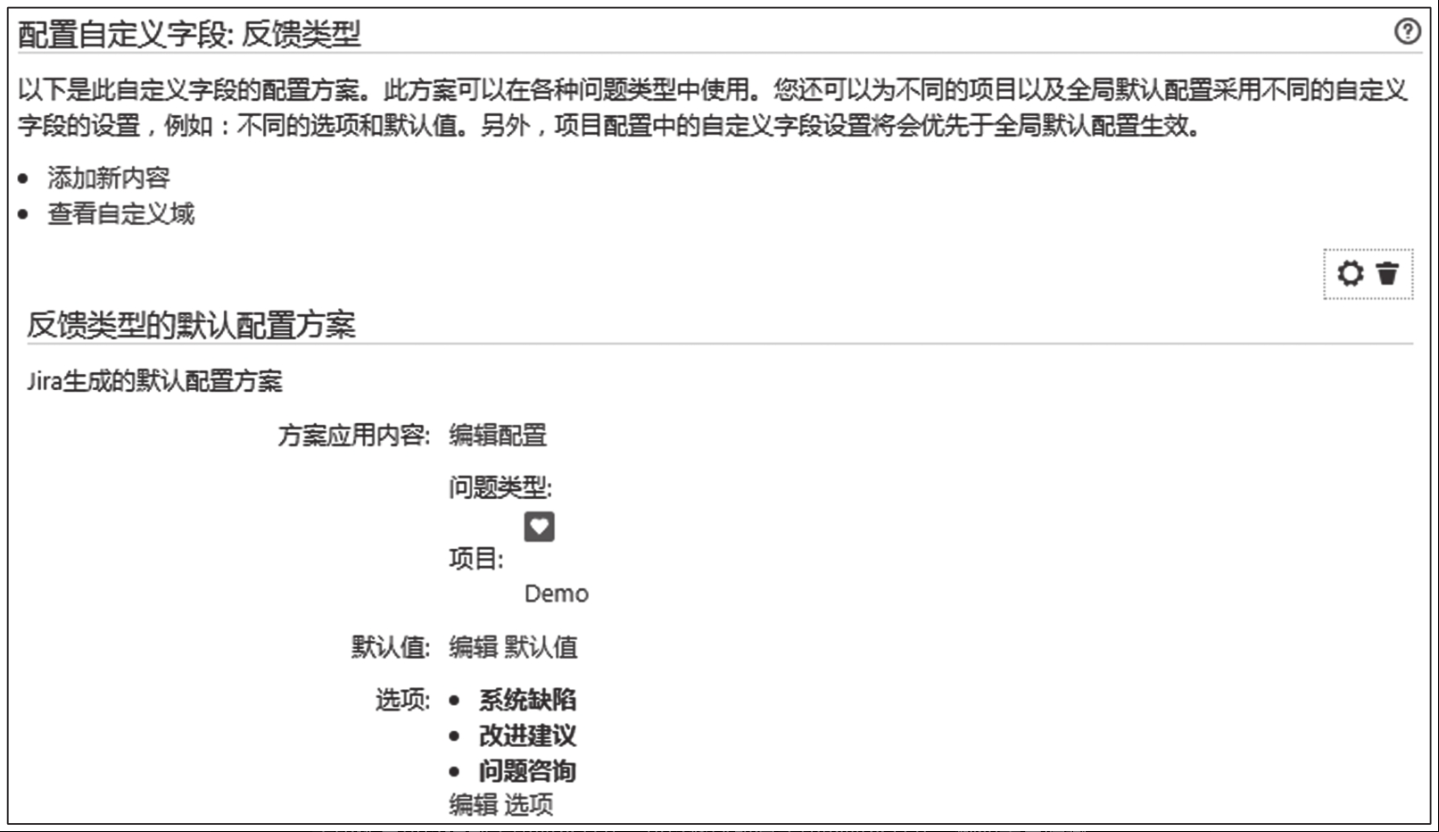 配置自定义字段: 反馈类型
以下是此自定义字段的配置方案。此方案可以在各种问题类型中使用。您还可以为不同的项目以及全局默认配置采用不同的自定义
字段的设置，例如：不同的选项和默认值。另外，项目配置中的自定义字段设置将会优先于全局默认配置生效。
• 添加新内容
• 查看自定义域
反馈类型的默认配置方案
Jira生成的默认配置方案
方案应用内容: 编辑配置
问题类型:
项目:
Demo
默认值: 编辑 默认值
选项: • 系统缺陷
• 改进建议
• 问题咨询
编辑 选项